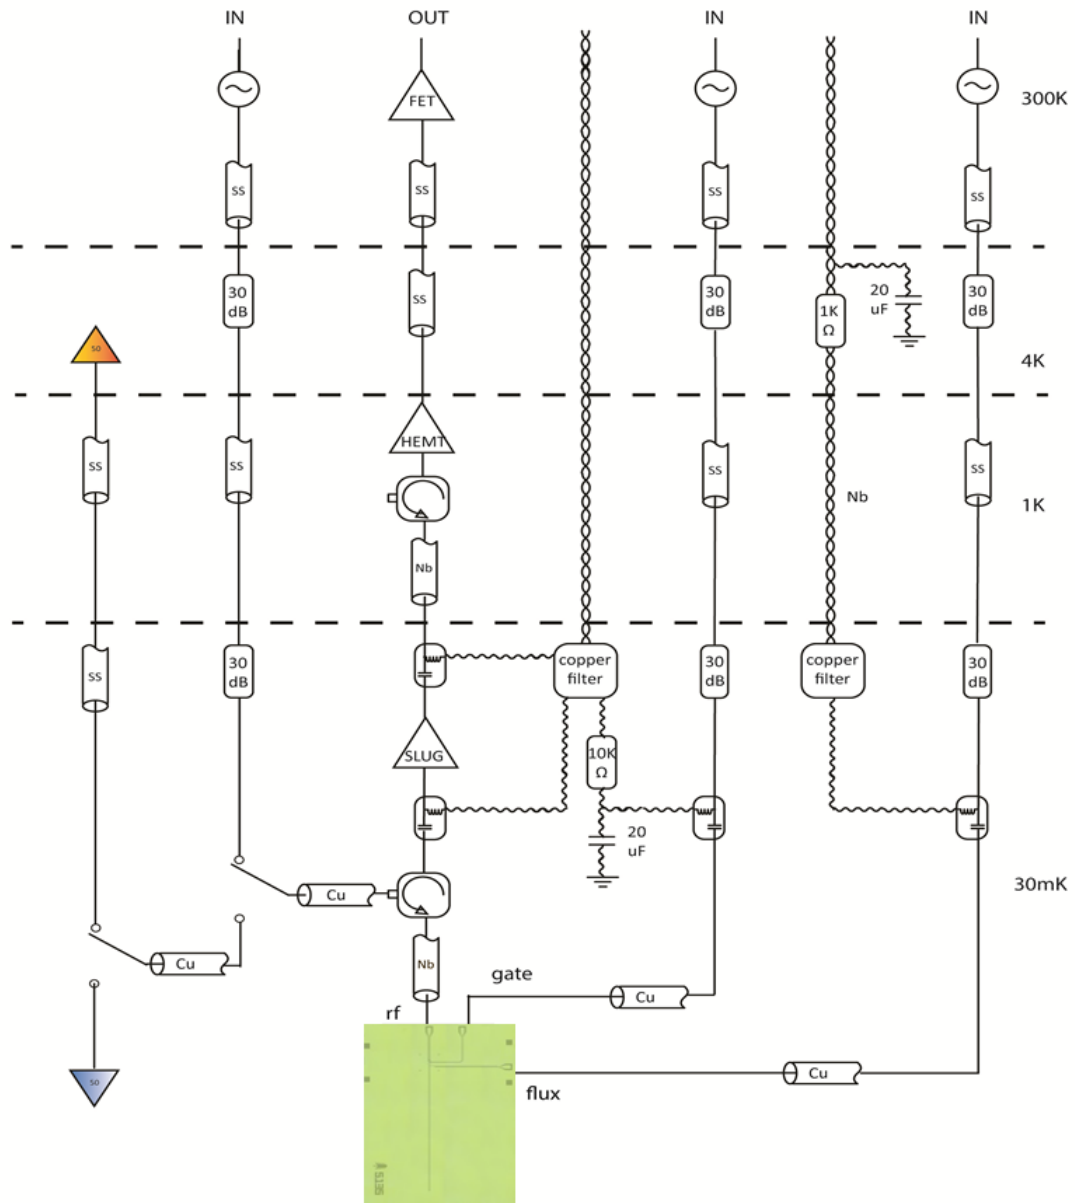 IN
OUT
IN
IN
FET
300K
SS
SS
SS
SS
30
dB
SS
30
dB
20
uF
30
dB
1K
Ω
50
4K
HEMT
SS
SS
SS
SS
Nb
1K
Nb
SS
30
dB
copper
filter
30
dB
copper
filter
30
dB
SLUG
10K
Ω
20
uF
Cu
30mK
Cu
Nb
gate
Cu
rf
50
Cu
flux
5195